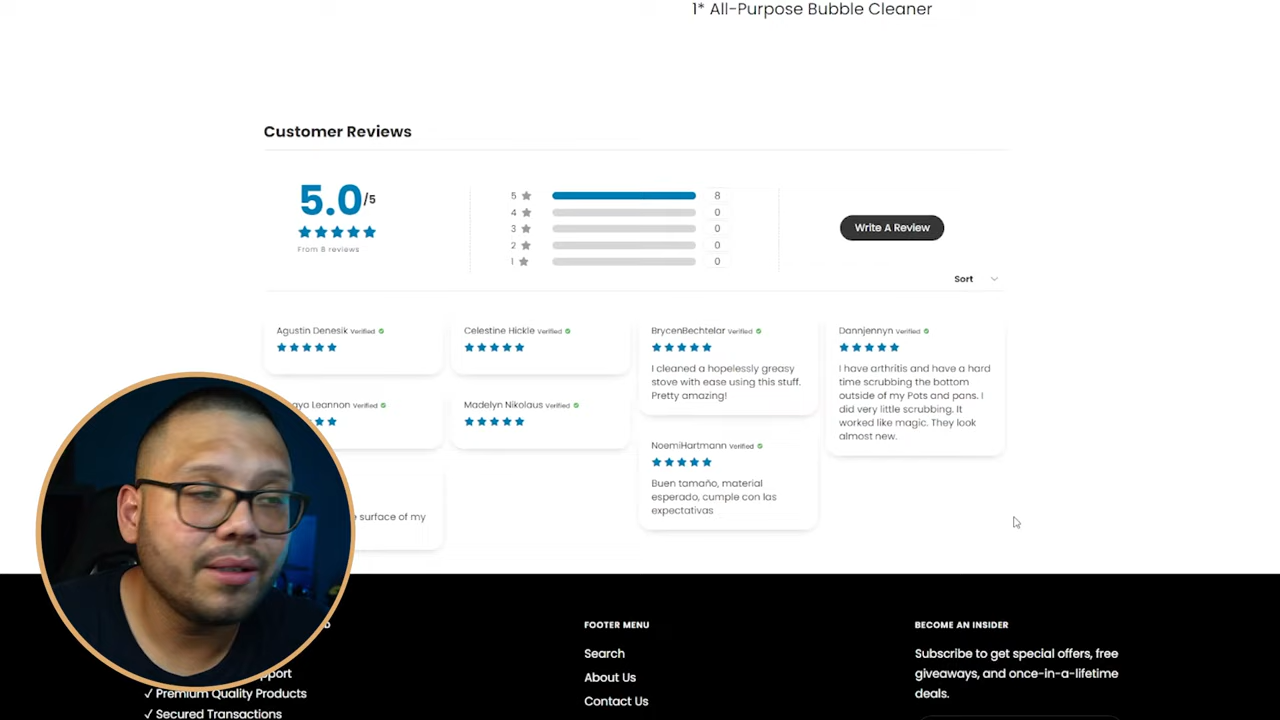 1* All-Purpose Bubble Cleaner
Customer Reviews
5.0/5
From 8 reviews
5 8
4 0
3 0
2 0
1 0
Write A Review
Sort
Agustin Denesik Verified
Celestine Hickle Verified
BrycenBechtelar Verified
I cleaned a hopelessly greasy
stove with ease using this stuff.
Pretty amazing!
Dannjennyn Verified
I have arthritis and have a hard
time scrubbing the bottom
outside of my Pots and pans. I
did very little scrubbing. It
worked like magic. They look
almost new.
Leannon Verified
Madelyn Nikolaus Verified
NoemiHartmann Verified
Buen tamaño, material
esperado, cumple con las
expectativas
surface of my
FOOTER MENU
Search
About Us
Contact Us
BECOME AN INSIDER
Subscribe to get special offers, free
giveaways, and once-in-a-lifetime
deals.
✓ Premium Quality Products
✓ Secured Transactions